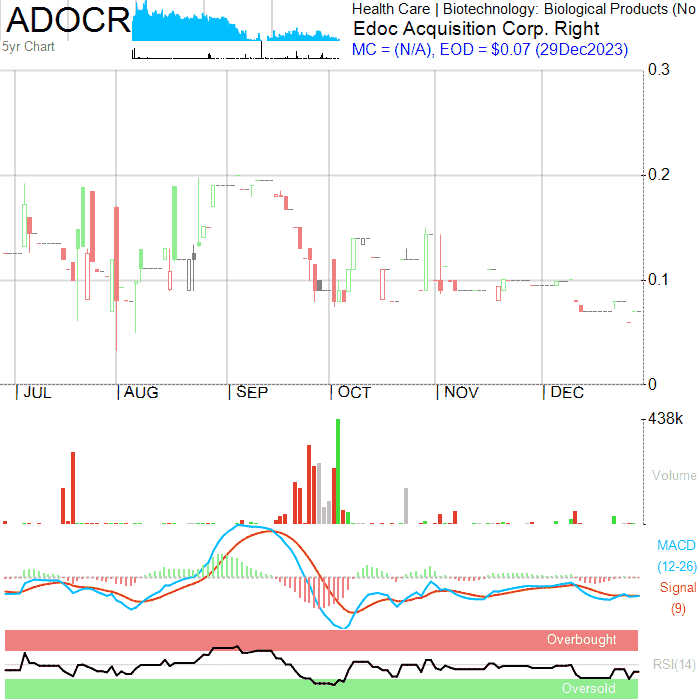 ADOCR
5yr Chart
Health Care | Biotechnology: Biological Products (No
Edoc Acquisition Corp. Right
MC = (N/A), EOD = $0.07 (29Dec2023)
0.3
0.2
0.1
0
JUL AUG SEP OCT NOV DEC
438k
Volume
MACD
(12-26)
Signal
(9)
Overbought
RSI(14)
Oversold